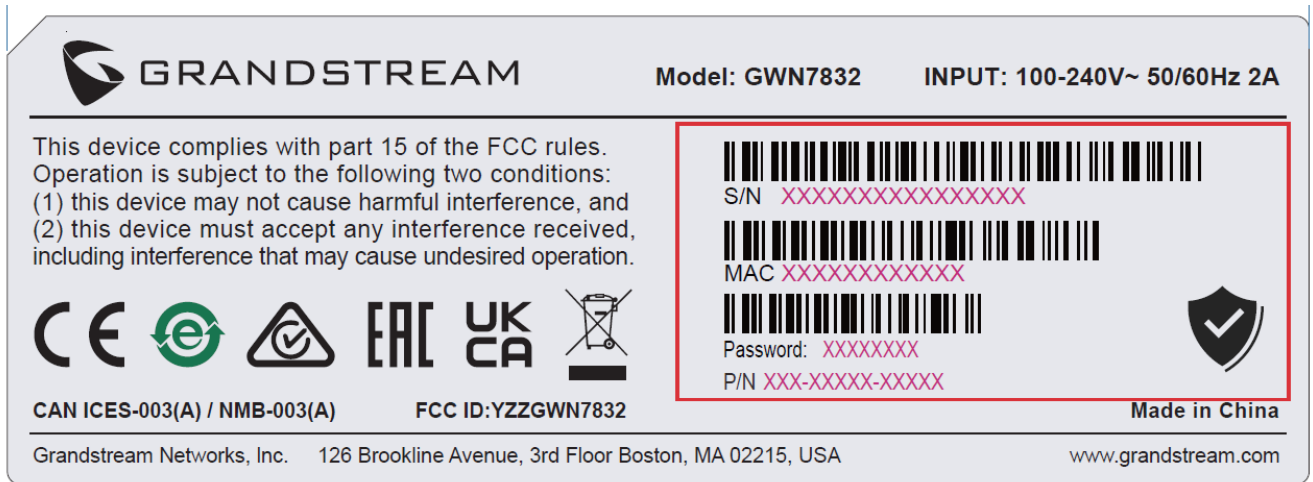 GRANDSTREAM
Model: GWN7832
INPUT: 100-240V~ 50/60Hz 2A
This device complies with part 15 of the FCC rules.
Operation is subject to the following two conditions:
(1) this device may not cause harmful interference, and
(2) this device must accept any interference received,
including interference that may cause undesired operation.
S/N XXXXXXXXXXXXXXXX
MAC XXXXXXXXXXXX
Password: XXXXXXXX
P/N XXX-XXXXX-XXXXX
CE
e
EAC
UK
CA
CAN ICES-003(A) / NMB-003(A)
FCC ID:YZZGWN7832
Made in China
Grandstream Networks, Inc.
126 Brookline Avenue, 3rd Floor Boston, MA 02215, USA
www.grandstream.com